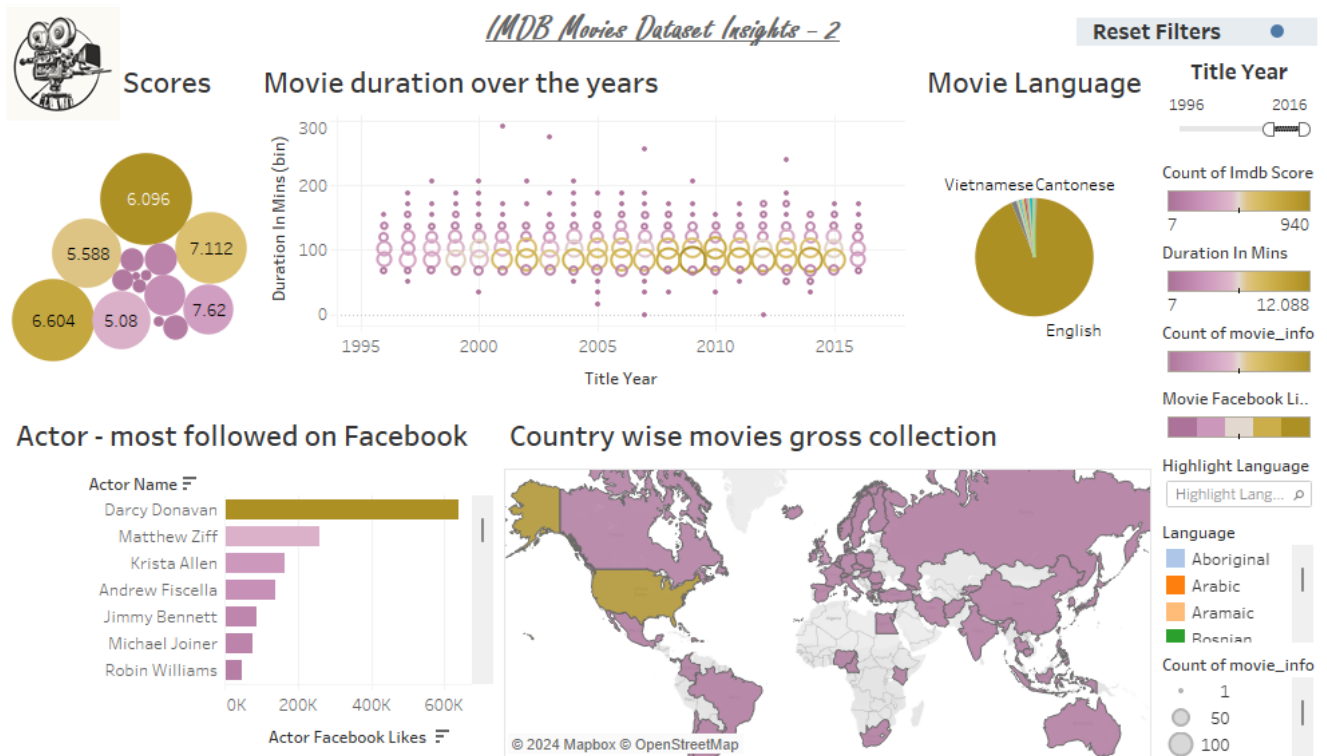 IMDB Movies Dataset Insights - 2
Reset Filters
Scores
Movie duration over the years
Movie Language
Title Year
1996
2016
6.096
5.588
7.112
6.604
5.08
7.62
Duration In Mins (bin)
300
200
100
0
1995
2000
2005
2010
2015
Title Year
Vietnamese Cantonese
English
Count of Imdb Score
7
940
Duration In Mins
7
12.088
Count of movie_info
Movie Facebook Li..
Highlight Language
Highlight Lang...
Language
Aboriginal
Arabic
Aramaic
Bosnian
Count of movie_info
1
50
100
Actor - most followed on Facebook
Actor Name
Darcy Donavan
Matthew Ziff
Krista Allen
Andrew Fiscella
Jimmy Bennett
Michael Joiner
Robin Williams
0K
200K
400K
600K
Actor Facebook Likes
Country wise movies gross collection
© 2024 Mapbox © OpenStreetMap